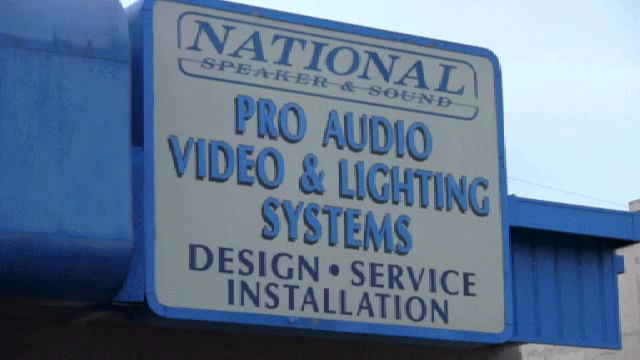 NATIONAL
SPEAKER & SOUND
PRO AUDIO
VIDEO & LIGHTING
SYSTEMS
DESIGN • SERVICE
INSTALLATION